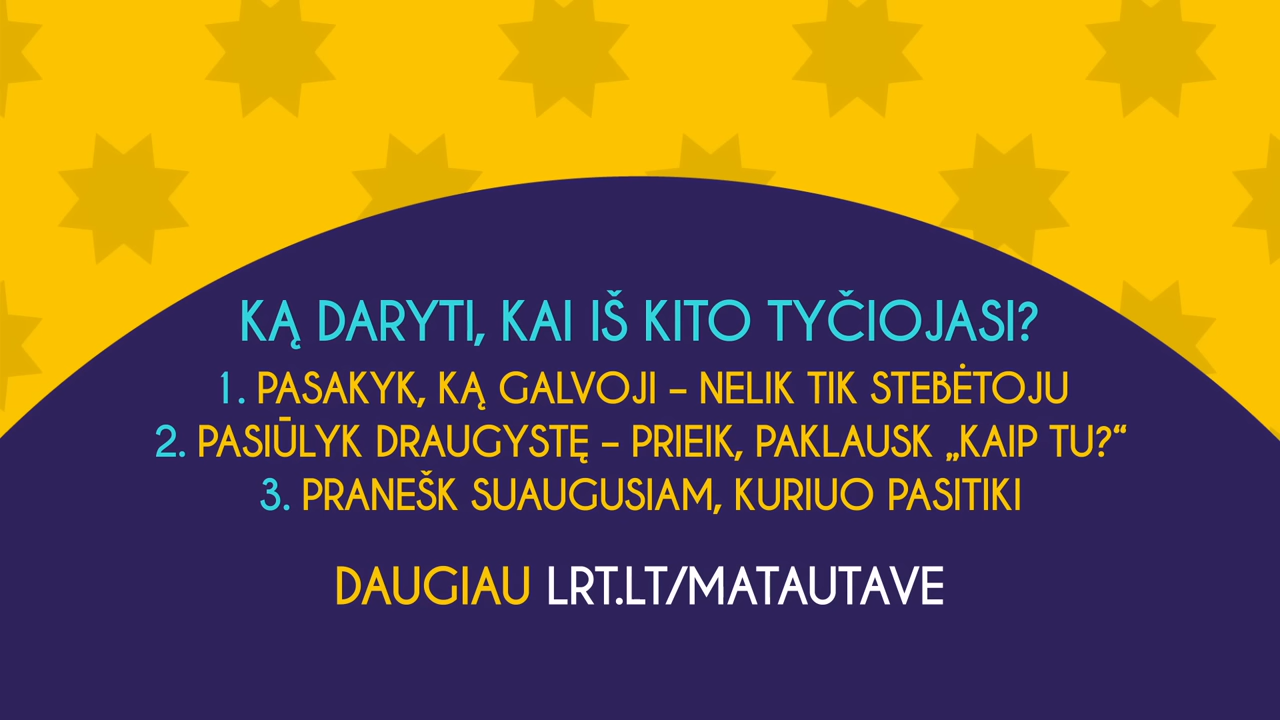 KĄ DARYTI, KAI IŠ KITO TYČIOJASI?
1. PASAKYK, KĄ GALVOJI – NELIK TIK STEBĖTOJU
2. PASIŪLYK DRAUGYSTĘ – PRIEIK, PAKLAUSK „KAIP TU?“
3. PRANEŠK SUAUGUSIAM, KURIUO PASITIKI
DAUGIAU LRT.LT/MATAUTAVE